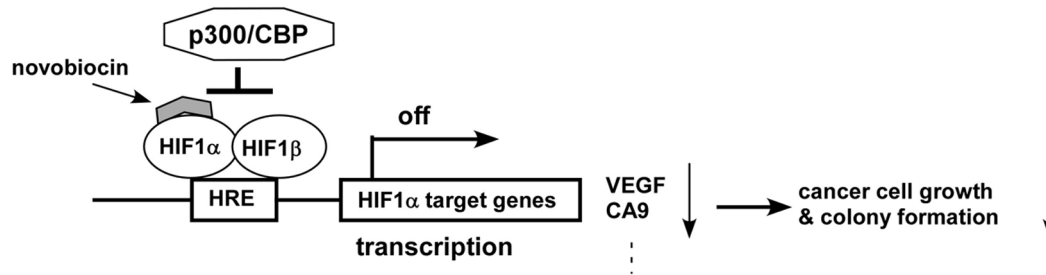 p300/CBP
novobiocin
HIF1α HIF1β
off
HRE
HIF1α target genes
VEGF
CA9
cancer cell growth
& colony formation
transcription